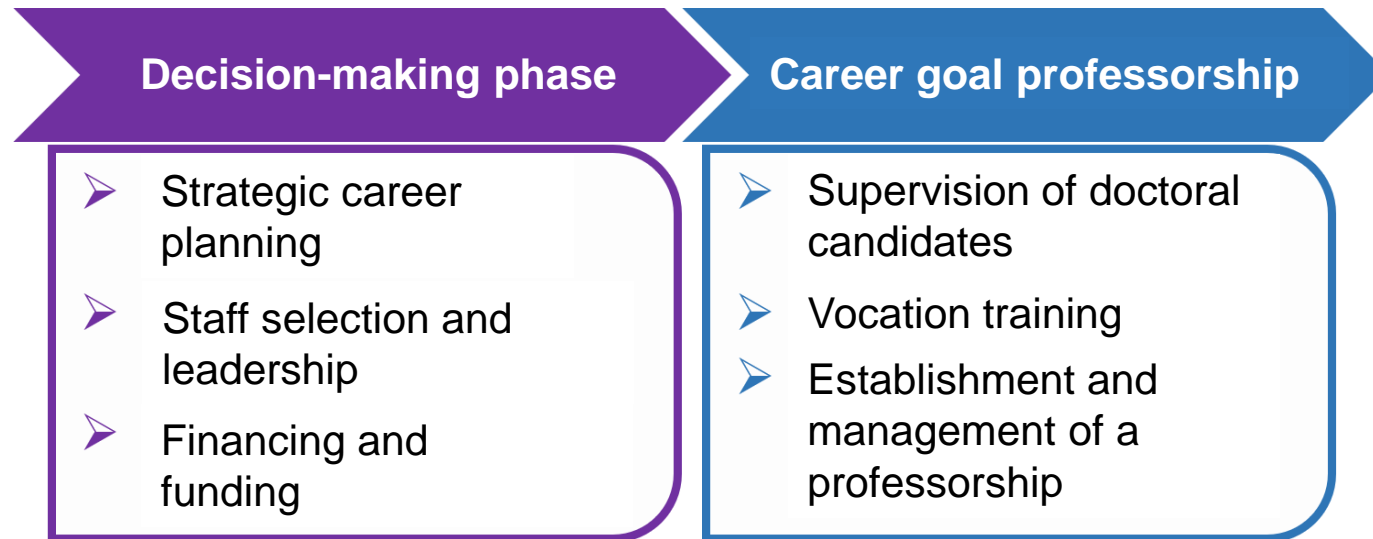 Decision-making phase
Strategic career
planning
Staff selection and
leadership
Financing and
funding
Career goal professorship
Supervision of doctoral
candidates
Vocation training
Establishment and
management of a
professorship